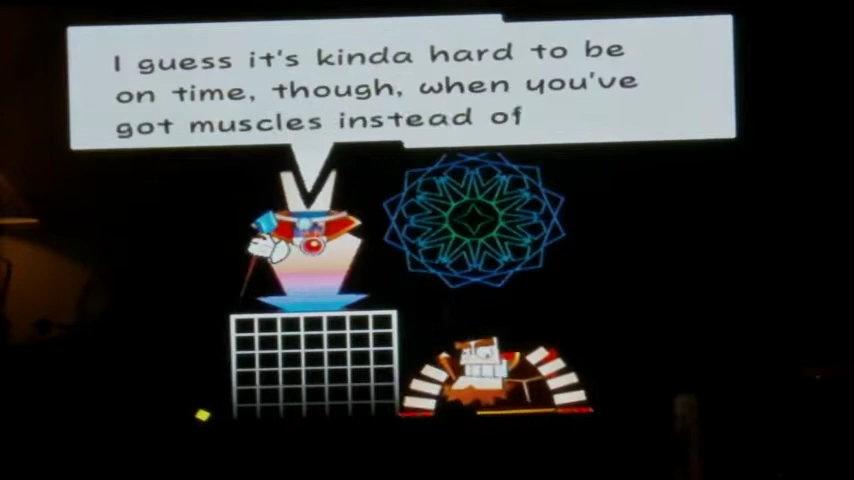 I guess it's kinda hard to be
on time, though, when you've
got muscles instead of